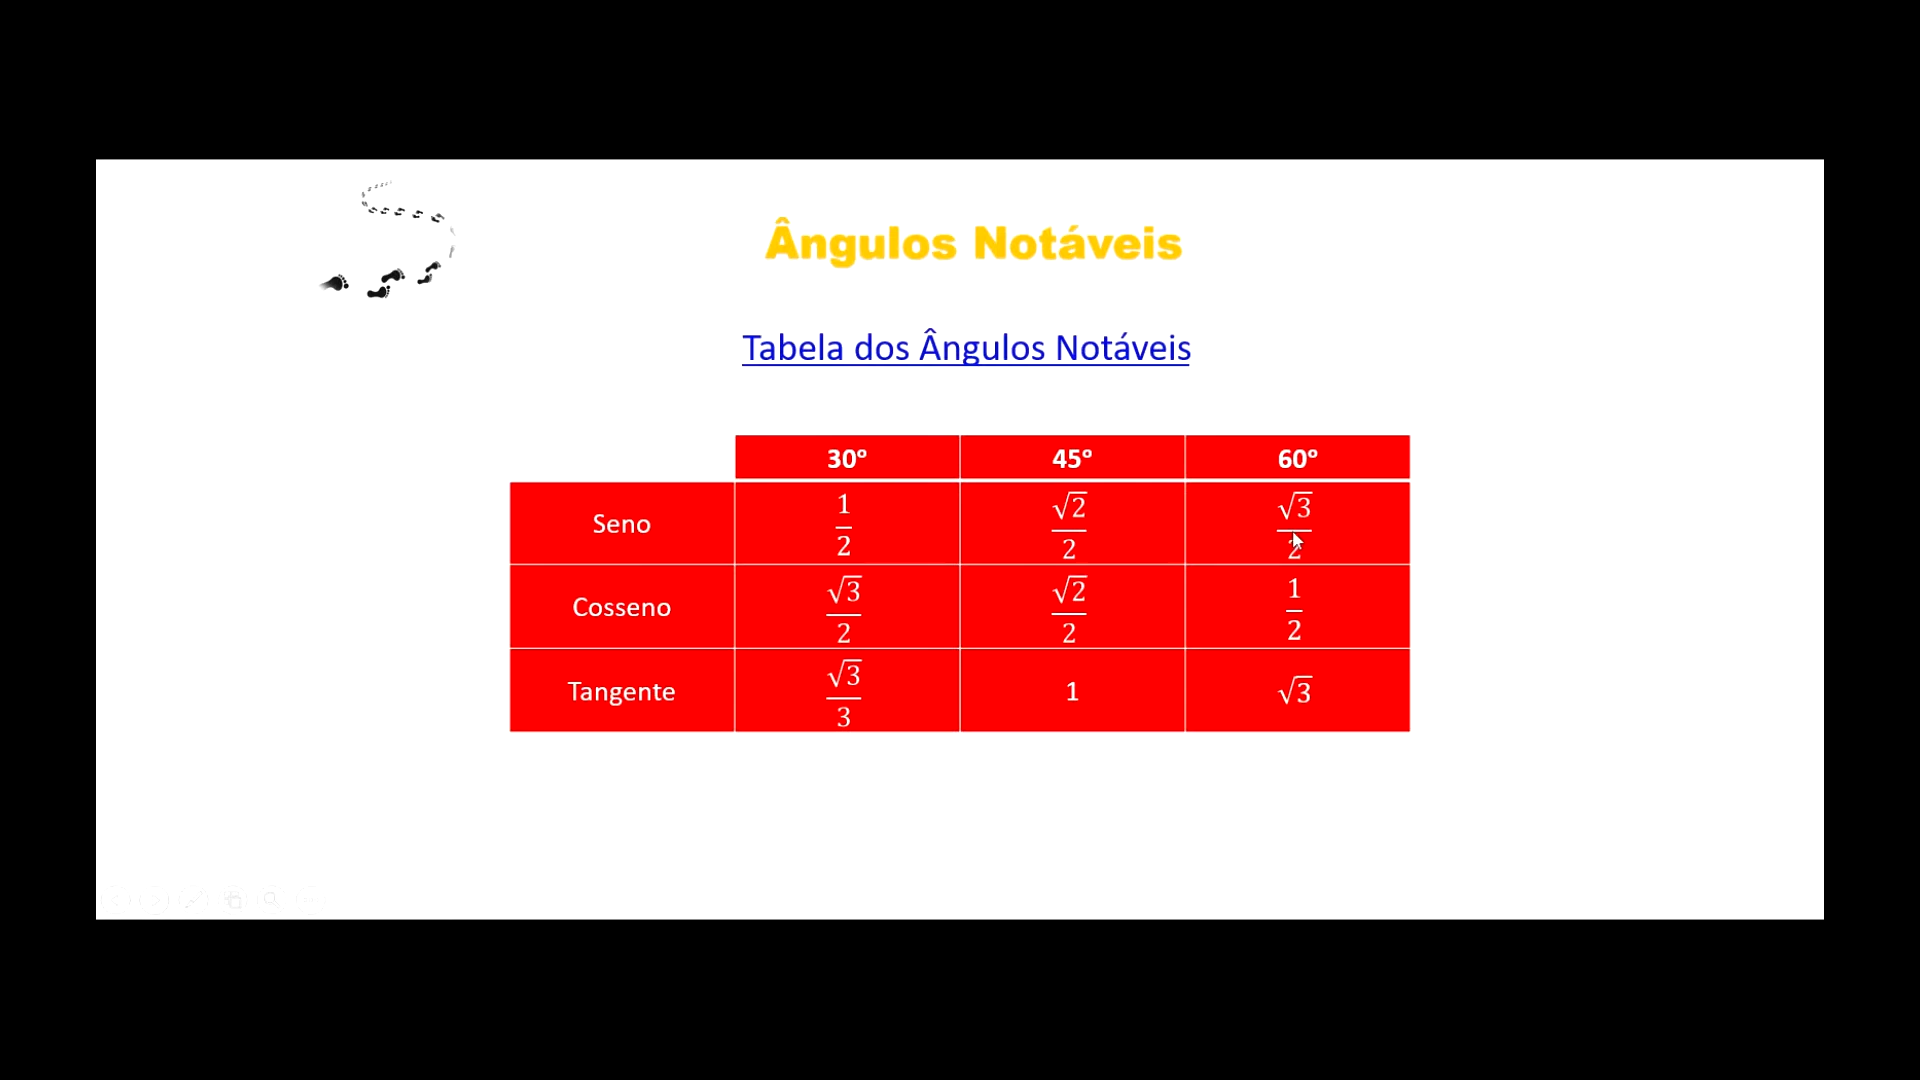 Ângulos Notáveis
Tabela dos Ângulos Notáveis
30º 45º 60º
Seno 1/2 √2/2 √3/2
Cosseno √3/2 √2/2 1/2
Tangente √3/3 1 √3